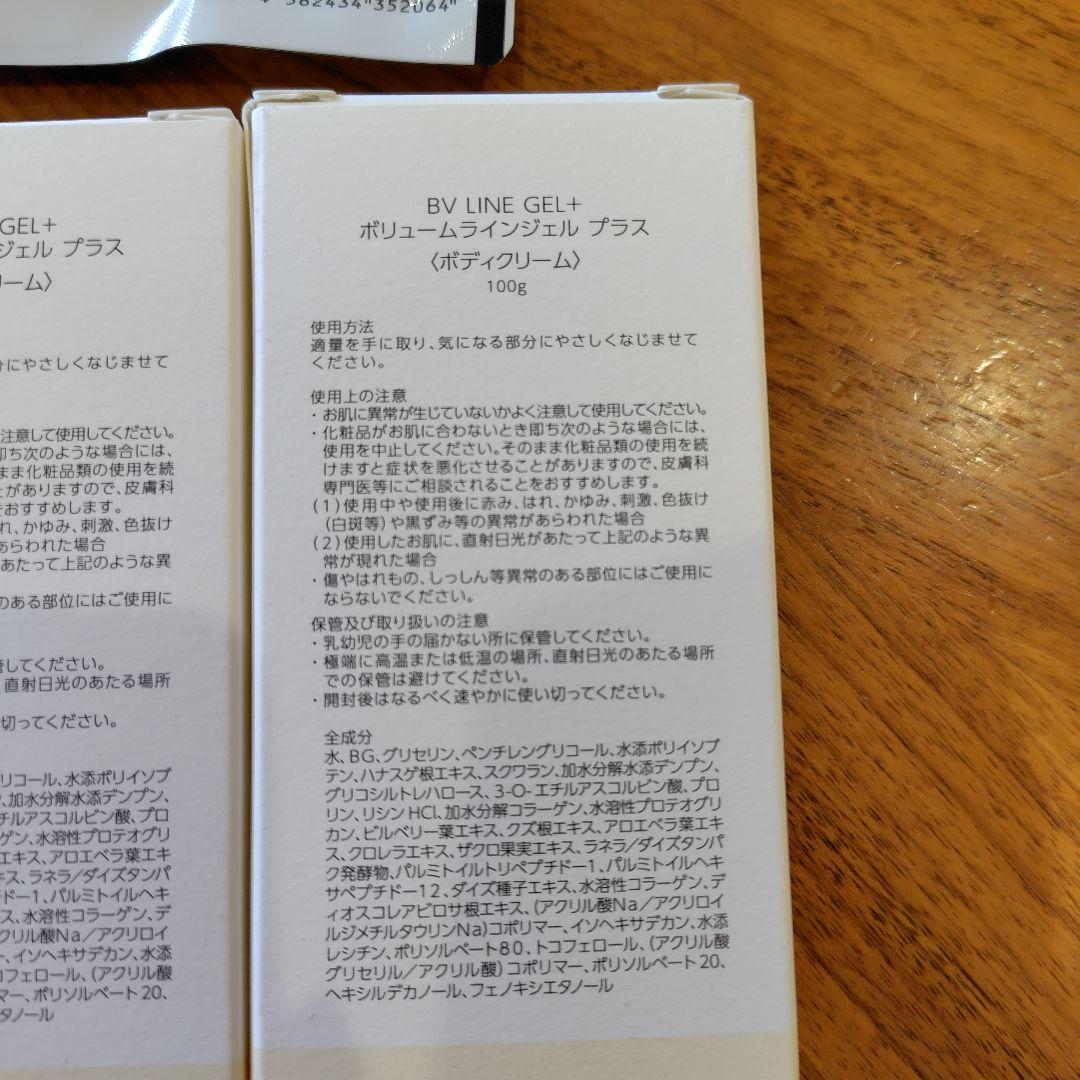 4 562434 352064
GEL+
ジェル プラス
リーム〉
分にやさしくなじませて
注意して使用してください。
即ち次のような場合には、
まま化粧品類の使用を続
とがありますので、皮膚科
をおすすめします。
れ、かゆみ、刺激、色抜け
あらわれた場合
あたって上記のような異
のある部位にはご使用に
管してください。
直射日光のあたる場所
切ってください。
リコール、水添ポリイソブ
、加水分解水添デンプン、
チルアスコルビン酸、プロ
ゲン、水溶性プロテオグリ
エキス、アロエベラ葉エキ
キス、ラネラ/ダイズタンパ
ドー1、パルミトイルヘキ
ス、水溶性コラーゲン、デ
クリル酸Na/アクリロイ
ー、イソヘキサデカン、水添
コフェロール、(アクリル酸
マー、ポリソルベート20、
タノール
BV LINE GEL+
ボリュームラインジェル プラス
〈ボディクリーム〉
100g
使用方法
適量を手に取り、気になる部分にやさしくなじませて
ください。
使用上の注意
・お肌に異常が生じていないかよく注意して使用してください。
・化粧品がお肌に合わないとき即ち次のような場合には、
使用を中止してください。そのまま化粧品類の使用を続
けますと症状を悪化させることがありますので、皮膚科
専門医等にご相談されることをおすすめします。
(1)使用中や使用後に赤み、はれ、かゆみ、刺激、色抜け
(白斑等)や黒ずみ等の異常があらわれた場合
(2)使用したお肌に、直射日光があたって上記のような異
常が現れた場合
・傷やはれもの、しっしん等異常のある部位にはご使用に
ならないでください。
保管及び取り扱いの注意
・乳幼児の手の届かない所に保管してください。
・極端に高温または低温の場所、直射日光のあたる場所
での保管は避けてください。
・開封後はなるべく速やかに使い切ってください。
全成分
水、BG、グリセリン、ペンチレングリコール、水添ポリイソブ
テン、ハナスゲ根エキス、スクワラン、加水分解水添デンプン、
グリコシルトレハロース、3-O-エチルアスコルビン酸、プロ
リン、リシンHCl、加水分解コラーゲン、水溶性プロテオグリ
カン、ビルベリー葉エキス、クズ根エキス、アロエベラ葉エキ
ス、クロレラエキス、ザクロ果実エキス、ラネラ/ダイズタンパ
ク発酵物、パルミトイルトリペプチドー1、パルミトイルヘキ
サペプチドー12、ダイズ種子エキス、水溶性コラーゲン、デ
ィオスコレアビロサ根エキス、(アクリル酸Na/アクリロイ
ルジメチルタウリンNa)コポリマー、イソヘキサデカン、水添
レシチン、ポリソルベート80、トコフェロール、(アクリル酸
グリセリル/アクリル酸)コポリマー、ポリソルベート20、
ヘキシルデカノール、フェノキシエタノール